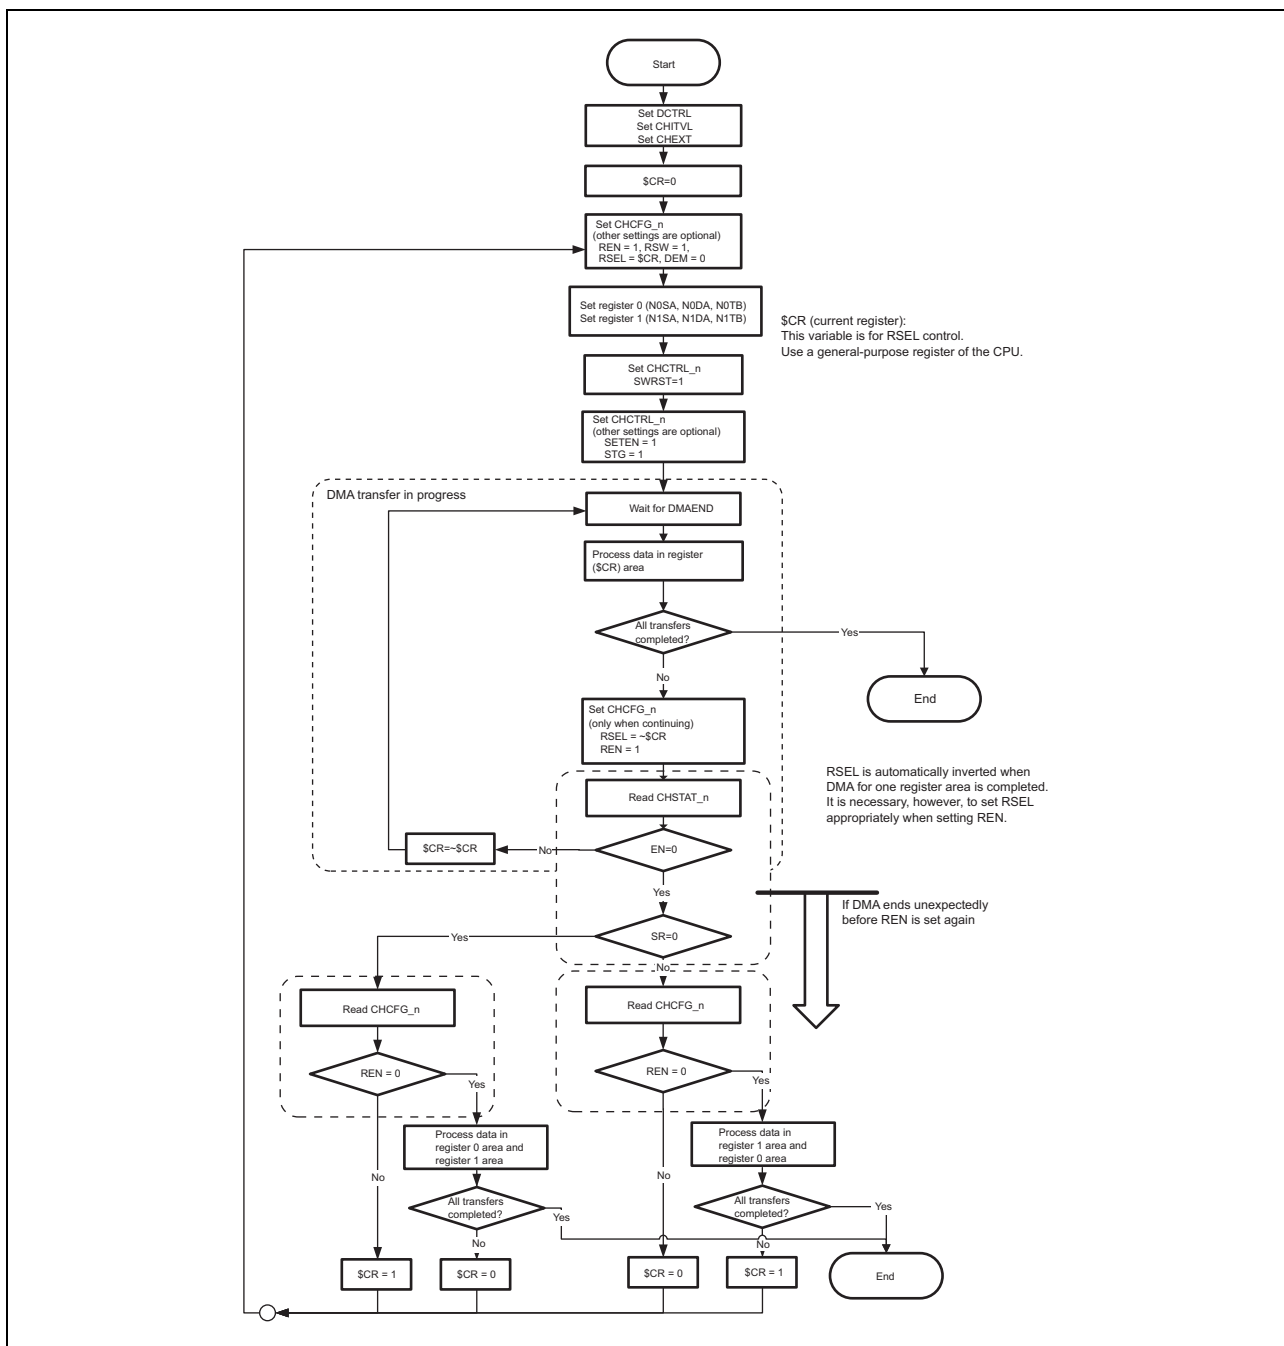 Start
Set DCTRL
Set CHITVL
Set CHEXT
$CR=0
Set CHCFG_n
(other settings are optional)
REN = 1, RSW = 1,
RSEL = $CR, DEM = 0
Set register 0 (N0SA, N0DA, N0TB)
Set register 1 (N1SA, N1DA, N1TB)
$CR (current register):
This variable is for RSEL control.
Use a general-purpose register of the CPU.
Set CHCTRL_n
SWRST=1
Set CHCTRL_n
(other settings are optional)
SETEN = 1
STG = 1
DMA transfer in progress
Wait for DMAEND
Process data in register
($CR) area
All transfers
completed?
Yes
No
End
Set CHCFG_n
(only when continuing)
RSEL = ~$CR
REN = 1
RSEL is automatically inverted when
DMA for one register area is completed.
It is necessary, however, to set RSEL
appropriately when setting REN.
Read CHSTAT_n
$CR=~$CR
No
EN=0
Yes
If DMA ends unexpectedly
before REN is set again
Yes
SR=0
No
Read CHCFG_n
Read CHCFG_n
REN = 0
Yes
REN = 0
Yes
Process data in
register 0 area and
register 1 area
Process data in
register 1 area and
register 0 area
No
No
All transfers
completed?
Yes
All transfers
completed?
Yes
No
No
$CR = 1
$CR = 0
$CR = 0
$CR = 1
End